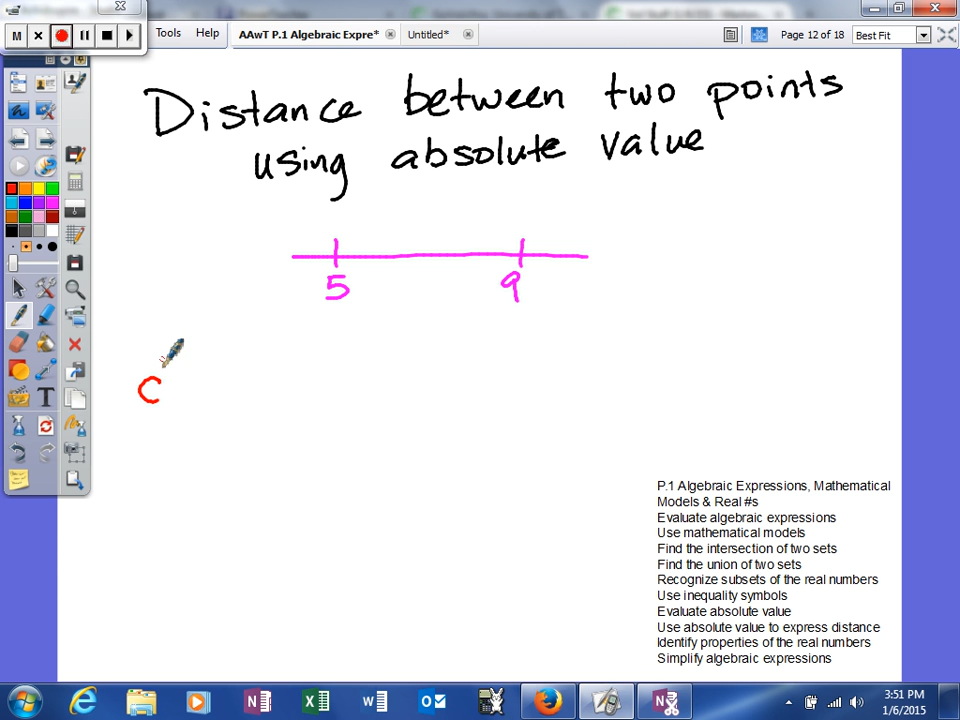 M
Tools Help AAwT P.1 Algebraic Expre* Untitled* Page 12 of 18 Best Fit
Distance between two points
using absolute value
5 9
C
T
P.1 Algebraic Expressions, Mathematical
Models & Real #s
Evaluate algebraic expressions
Use mathematical models
Find the intersection of two sets
Find the union of two sets
Recognize subsets of the real numbers
Use inequality symbols
Evaluate absolute value
Use absolute value to express distance
Identify properties of the real numbers
Simplify algebraic expressions
3:51 PM
1/6/2015